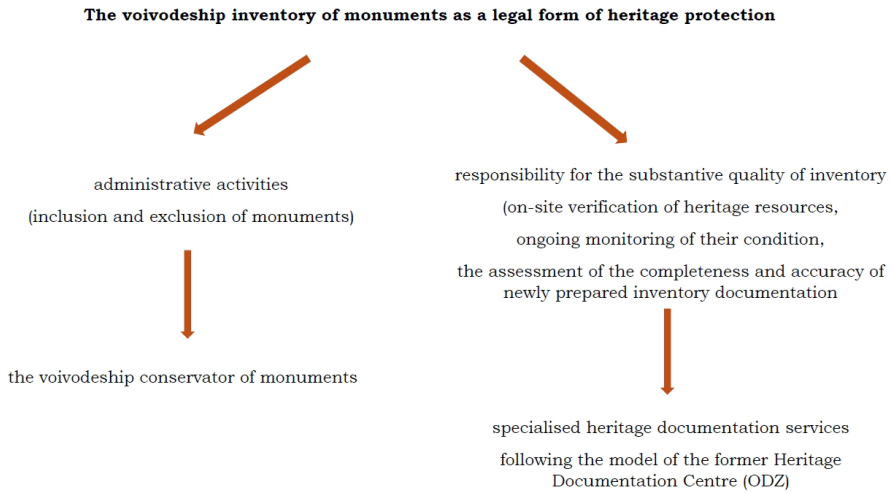 The voivodeship inventory of monuments as a legal form of heritage protection
administrative activities
(inclusion and exclusion of monuments)
the voivodeship conservator of monuments
responsibility for the substantive quality of inventory
(on-site verification of heritage resources,
ongoing monitoring of their condition,
the assessment of the completeness and accuracy of
newly prepared inventory documentation
specialised heritage documentation services
following the model of the former Heritage
Documentation Centre (ODZ)